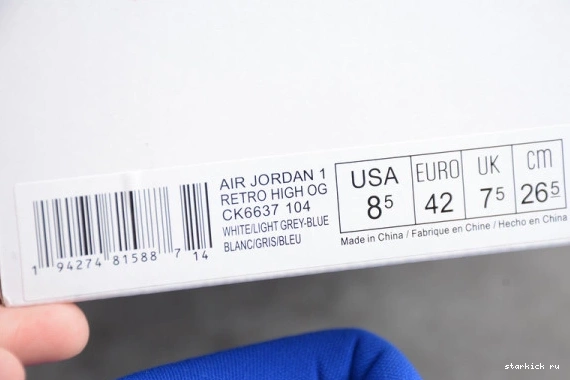 AIR JORDAN 1
RETRO HIGH OG
CK6637 104
WHITE/LIGHT GREY-BLUE
BLANC/GRIS/BLEU
1 94274 81588 7 14
USA EURO UK cm
8⁵ 42 7⁵ 26⁵
Made in China / Fabrique en Chine / Hecho en China
starkick ru